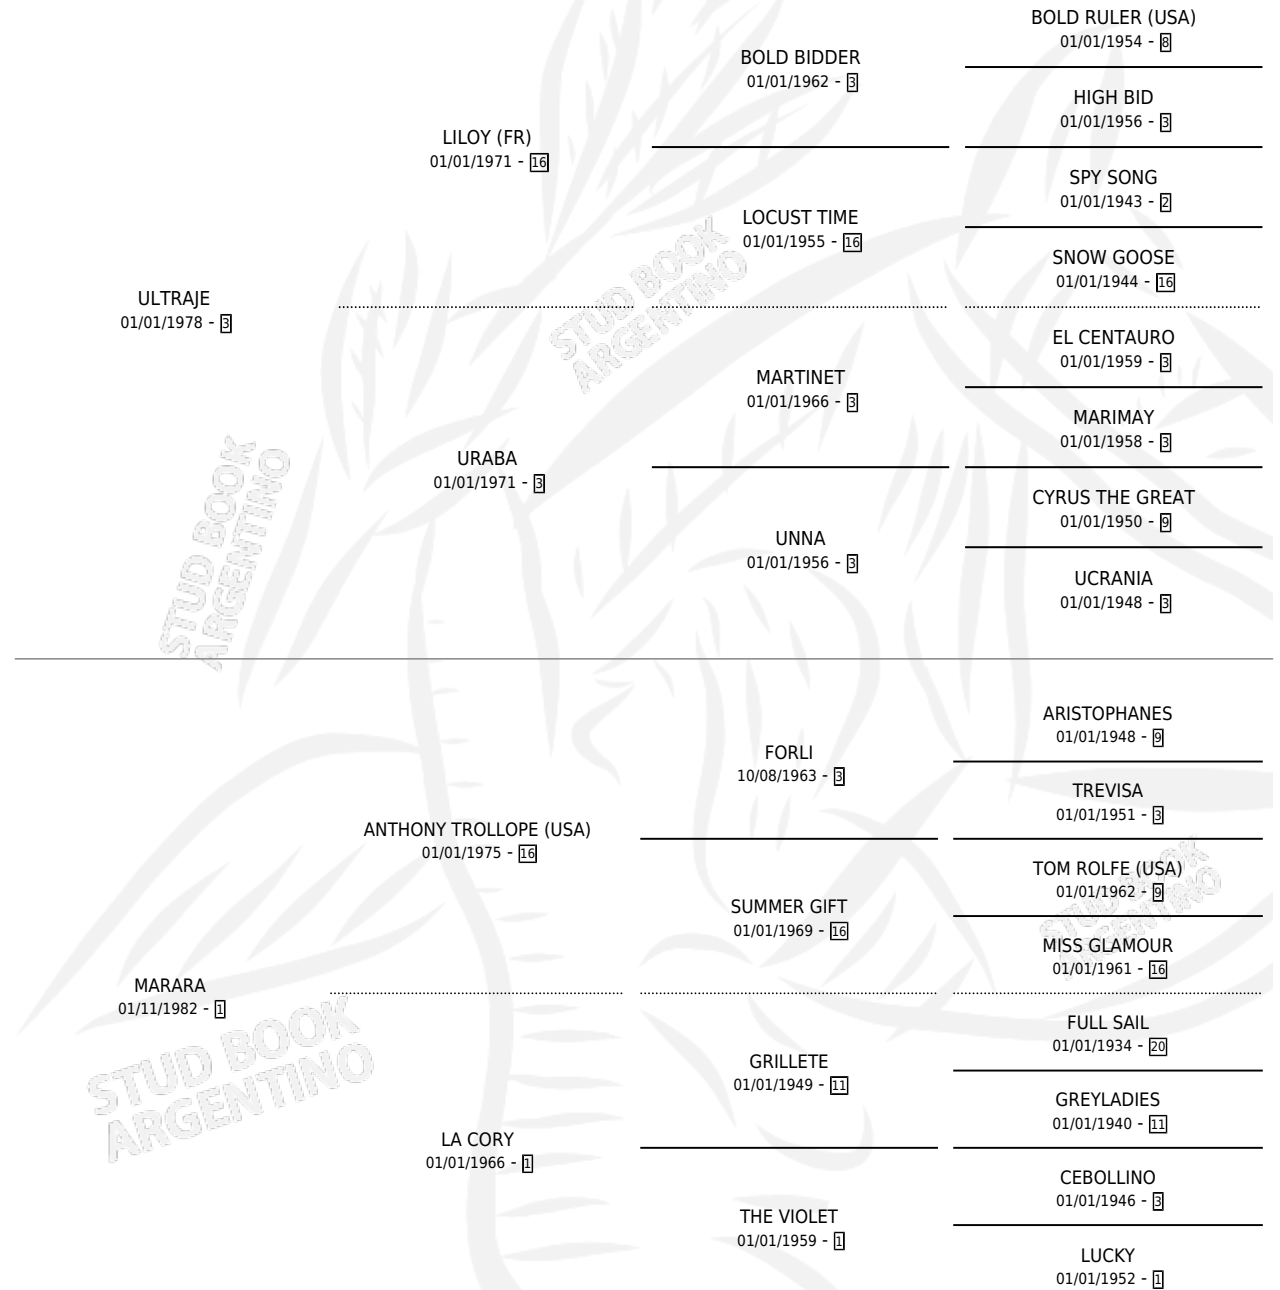 BOLD RULER (USA)
01/01/1954 - 8
BOLD BIDDER
01/01/1962 - 3
HIGH BID
01/01/1956 - 3
LILOY (FR)
01/01/1971 - 16
SPY SONG
01/01/1943 - 2
LOCUST TIME
01/01/1955 - 16
SNOW GOOSE
01/01/1944 - 16
ULTRAJE
01/01/1978 - 3
EL CENTAURO
01/01/1959 - 3
MARTINET
01/01/1966 - 3
MARIMAY
01/01/1958 - 3
URABA
01/01/1971 - 3
CYRUS THE GREAT
01/01/1950 - 9
UNNA
01/01/1956 - 3
UCRANIA
01/01/1948 - 3
STUD BOOK
ARGENTINO
STUD BOOK
ARGENTINO
ARISTOPHANES
01/01/1948 - 9
FORLI
10/08/1963 - 3
TREVISA
01/01/1951 - 3
ANTHONY TROLLOPE (USA)
01/01/1975 - 16
TOM ROLFE (USA)
01/01/1962 - 9
SUMMER GIFT
01/01/1969 - 16
MISS GLAMOUR
01/01/1961 - 16
STUD BOOK
ARGENTINO
MARARA
01/11/1982 - 1
FULL SAIL
01/01/1934 - 20
GRILLETE
01/01/1949 - 11
GREYLADIES
01/01/1940 - 11
LA CORY
01/01/1966 - 1
CEBOLLINO
01/01/1946 - 3
THE VIOLET
01/01/1959 - 1
LUCKY
01/01/1952 - 1
STUD BOOK
ARGENTINO